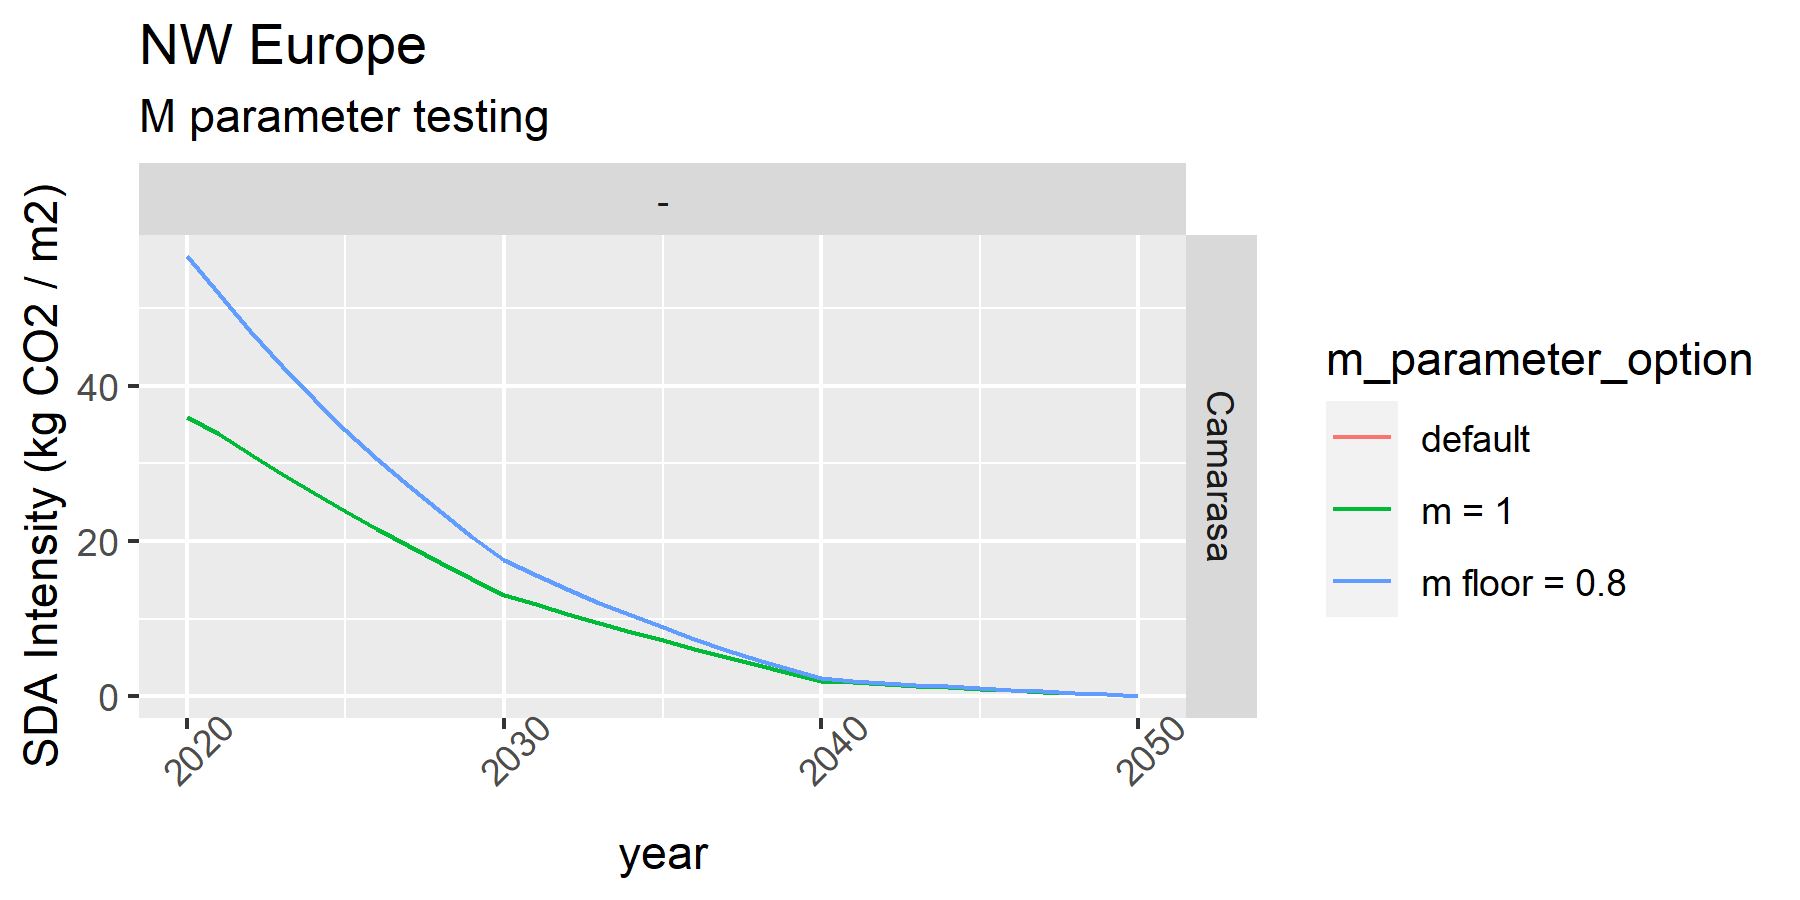 NW Europe
M parameter testing
-
SDA Intensity (kg CO2 / m2)
40
20
0
Camarasa
2020
2030
2040
2050
year
m_parameter_option
default
m = 1
m floor = 0.8